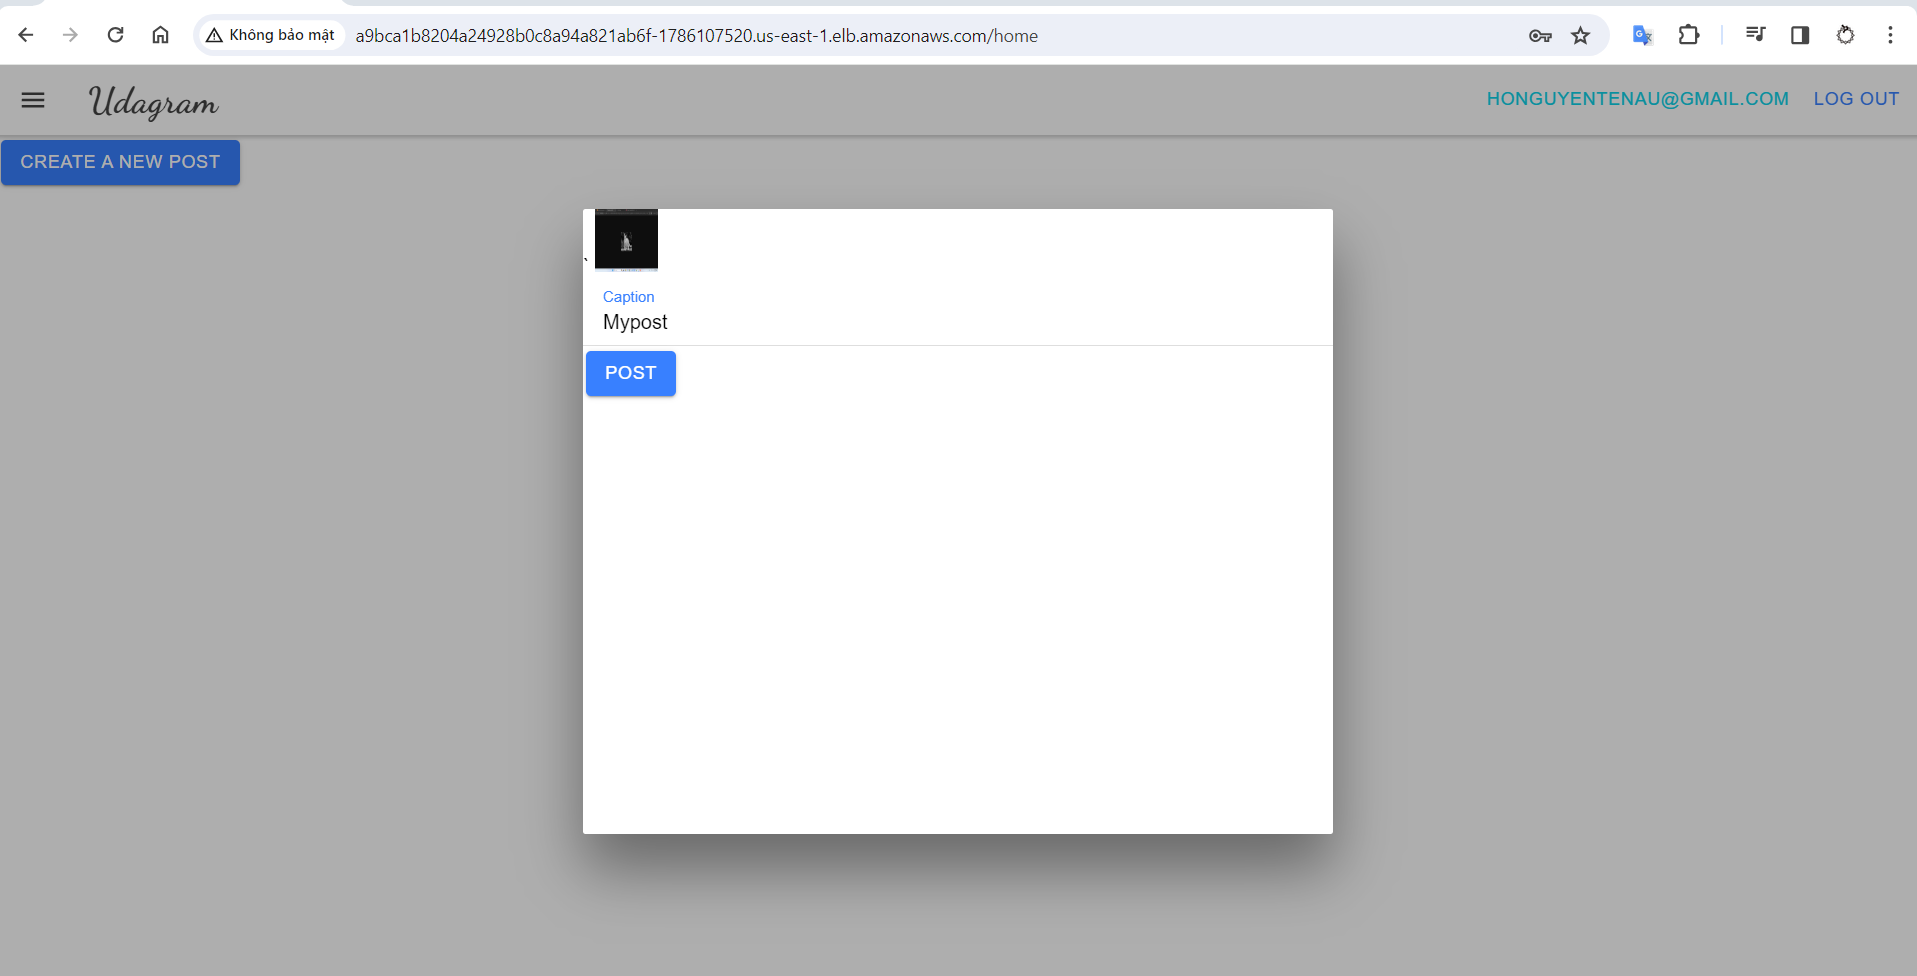 Không bảo mật a9bca1b8204a24928b0c8a94a821ab6f-1786107520.us-east-1.elb.amazonaws.com/home
Udagram HONGUYENTENAU@GMAIL.COM LOG OUT
CREATE A NEW POST
`
Caption
Mypost
POST